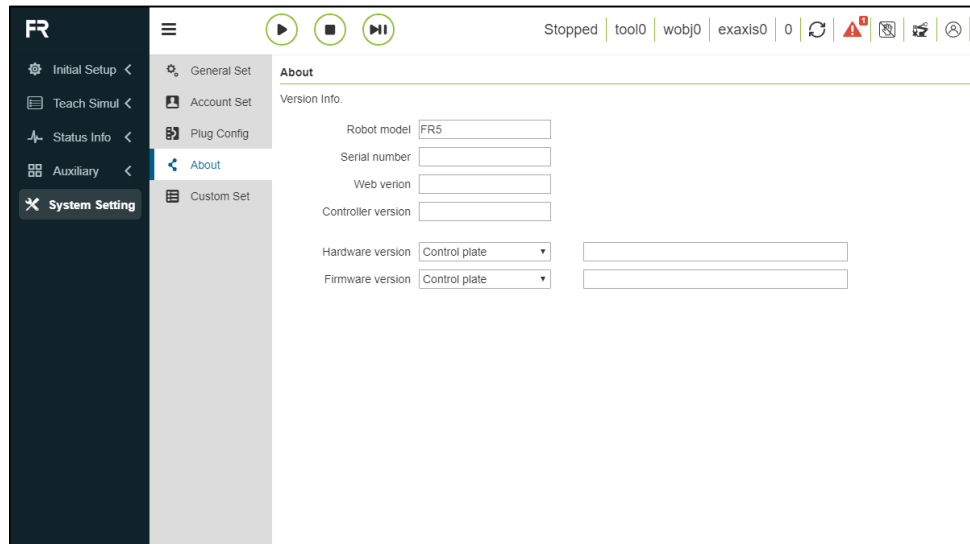 FR
Stopped tool0 wobj0 exaxis0 0 1
Initial Setup
Teach Simul
Status Info
Auxiliary
System Setting
General Set
Account Set
Plug Config
About
Custom Set
About
Version Info.
Robot model FR5
Serial number
Web verion
Controller version
Hardware version Control plate
Firmware version Control plate